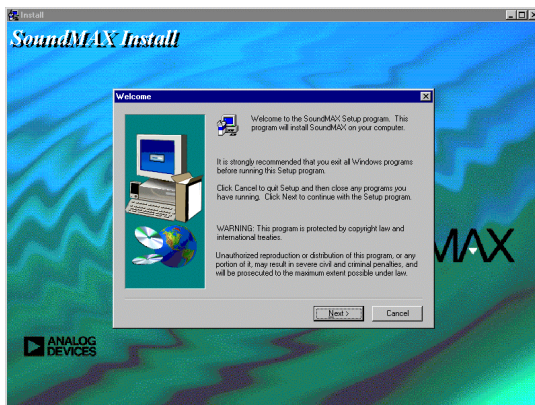 Install
SoundMAX Install
Welcome
Welcome to the SoundMAX Setup program. This
program will install SoundMAX on your computer.
It is strongly recommended that you exit all Windows programs
before running this Setup program.
Click Cancel to quit Setup and then close any programs you
have running. Click Next to continue with the Setup program.
WARNING: This program is protected by copyright law and
international treaties.
Unauthorized reproduction or distribution of this program, or any
portion of it, may result in severe civil and criminal penalties, and
will be prosecuted to the maximum extent possible under law.
MAX
Next >
Cancel
ANALOG
DEVICES